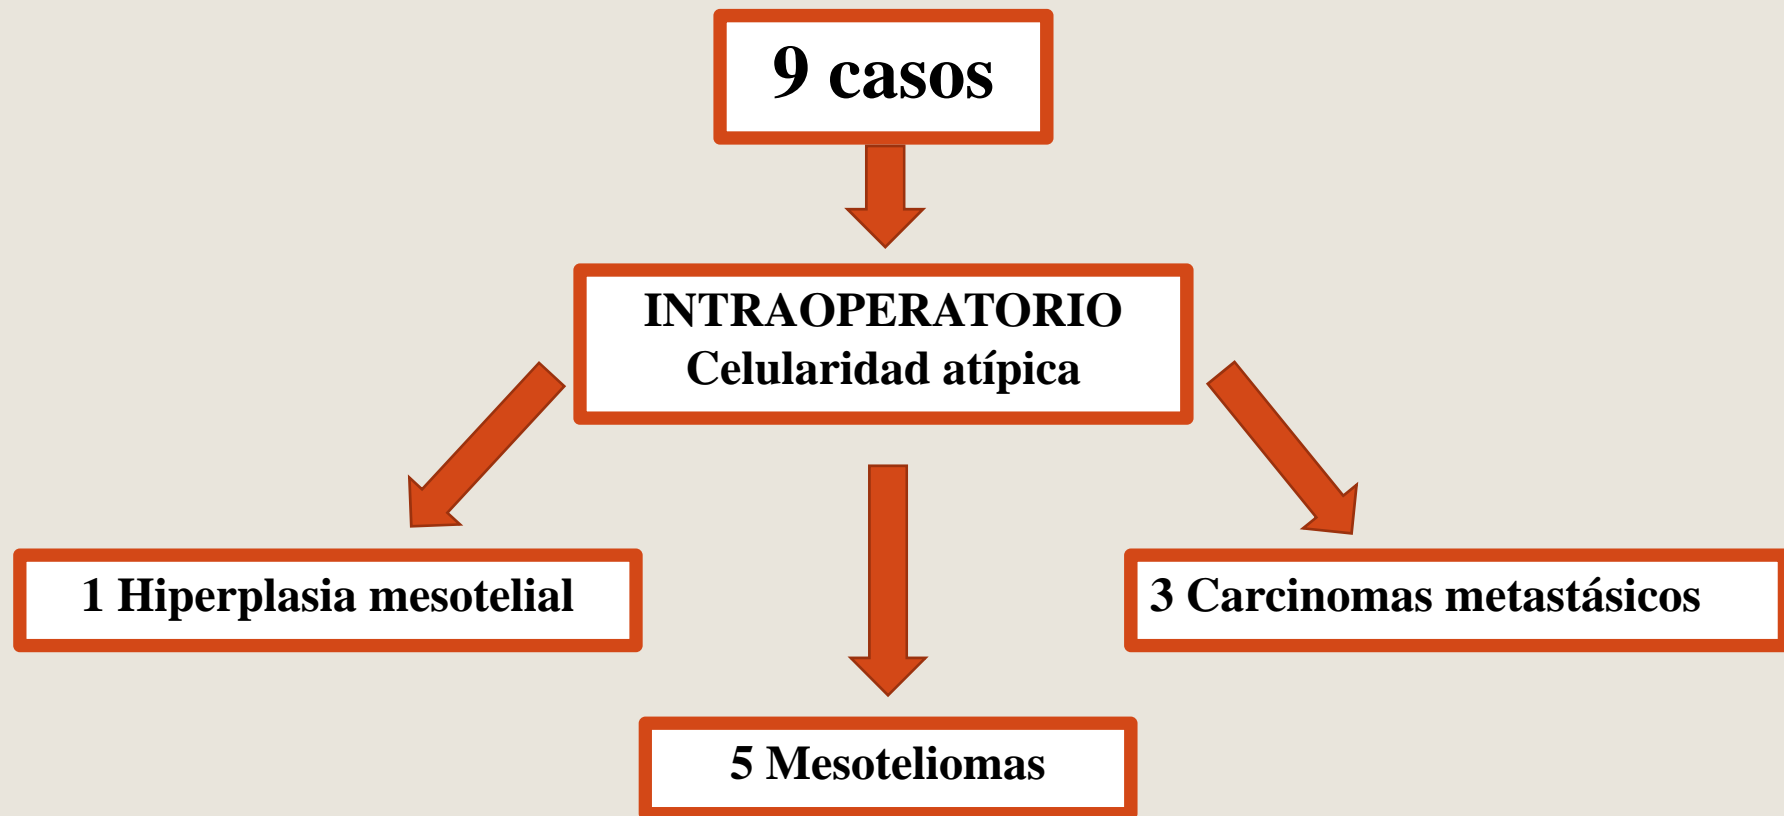 9 casos
INTRAOPERATORIO
Celularidad atípica
1 Hiperplasia mesotelial
3 Carcinomas metastásicos
5 Mesoteliomas